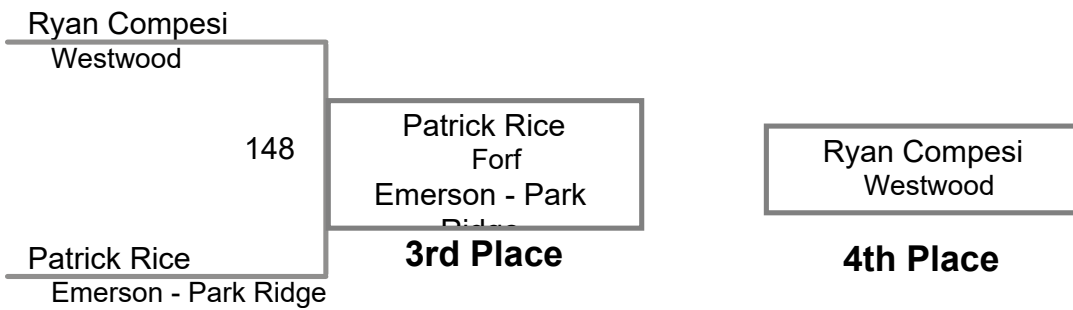 Ryan Compesi
Westwood
148
Patrick Rice
Forf
Emerson - Park
Ridge
3rd Place
Ryan Compesi
Westwood
4th Place
Patrick Rice
Emerson - Park Ridge